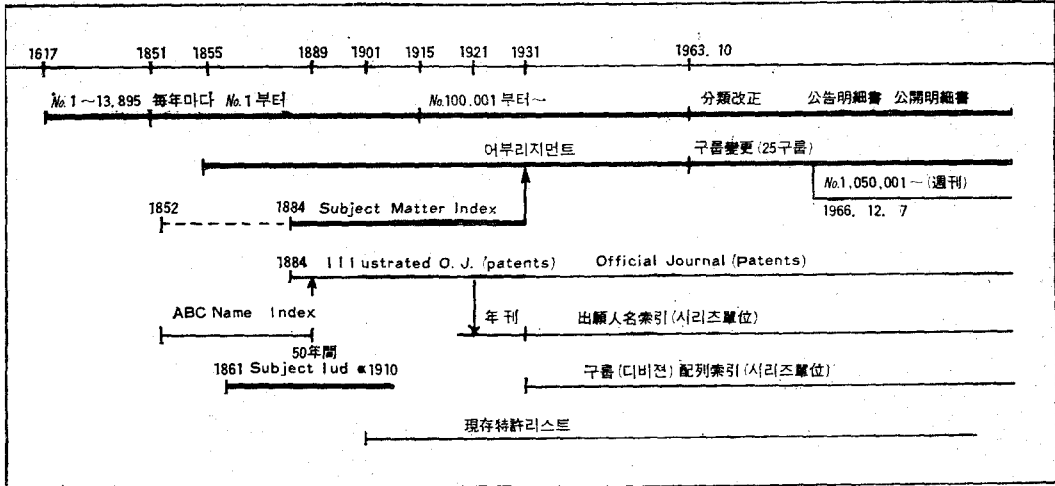 1617 1851 1855 1889 1901 1915 1921 1931 1963. 10
No. 1~13,895 每年마다 No. 1 부터 No.100.001 부터~ 分類改正 公告明細書 公開明細書
어부리지먼트 구룹變更 (25구룹)
No.1,050,001~ (週刊)
1852 1884 Subject Matter Index 1966. 12. 7
1884 Illustrated O. J. (patents) Official Journal (Patents)
ABC Name Index 年刊 出願人名索引 (시리즈單位)
50年間
1861 Subject Iud *1910 구룹 (디비젼) 配列索引 (시리즈單位)
現存特許리스트